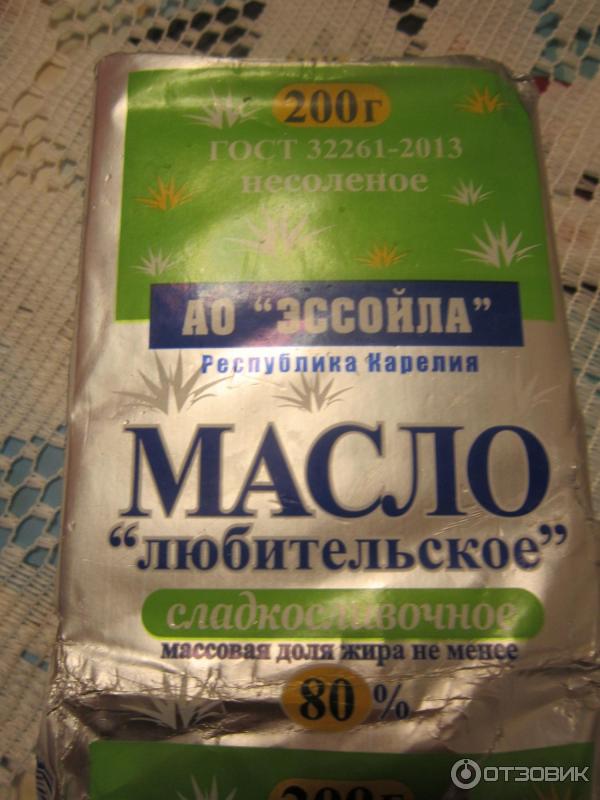 200г
ГОСТ 32261-2013
несоленое
АО "ЭССОЙЛА"
Республика Карелия
МАСЛО
"любительское"
сладкосливочное
массовая доля жира не менее
80 %
200г
ОТЗОВИК